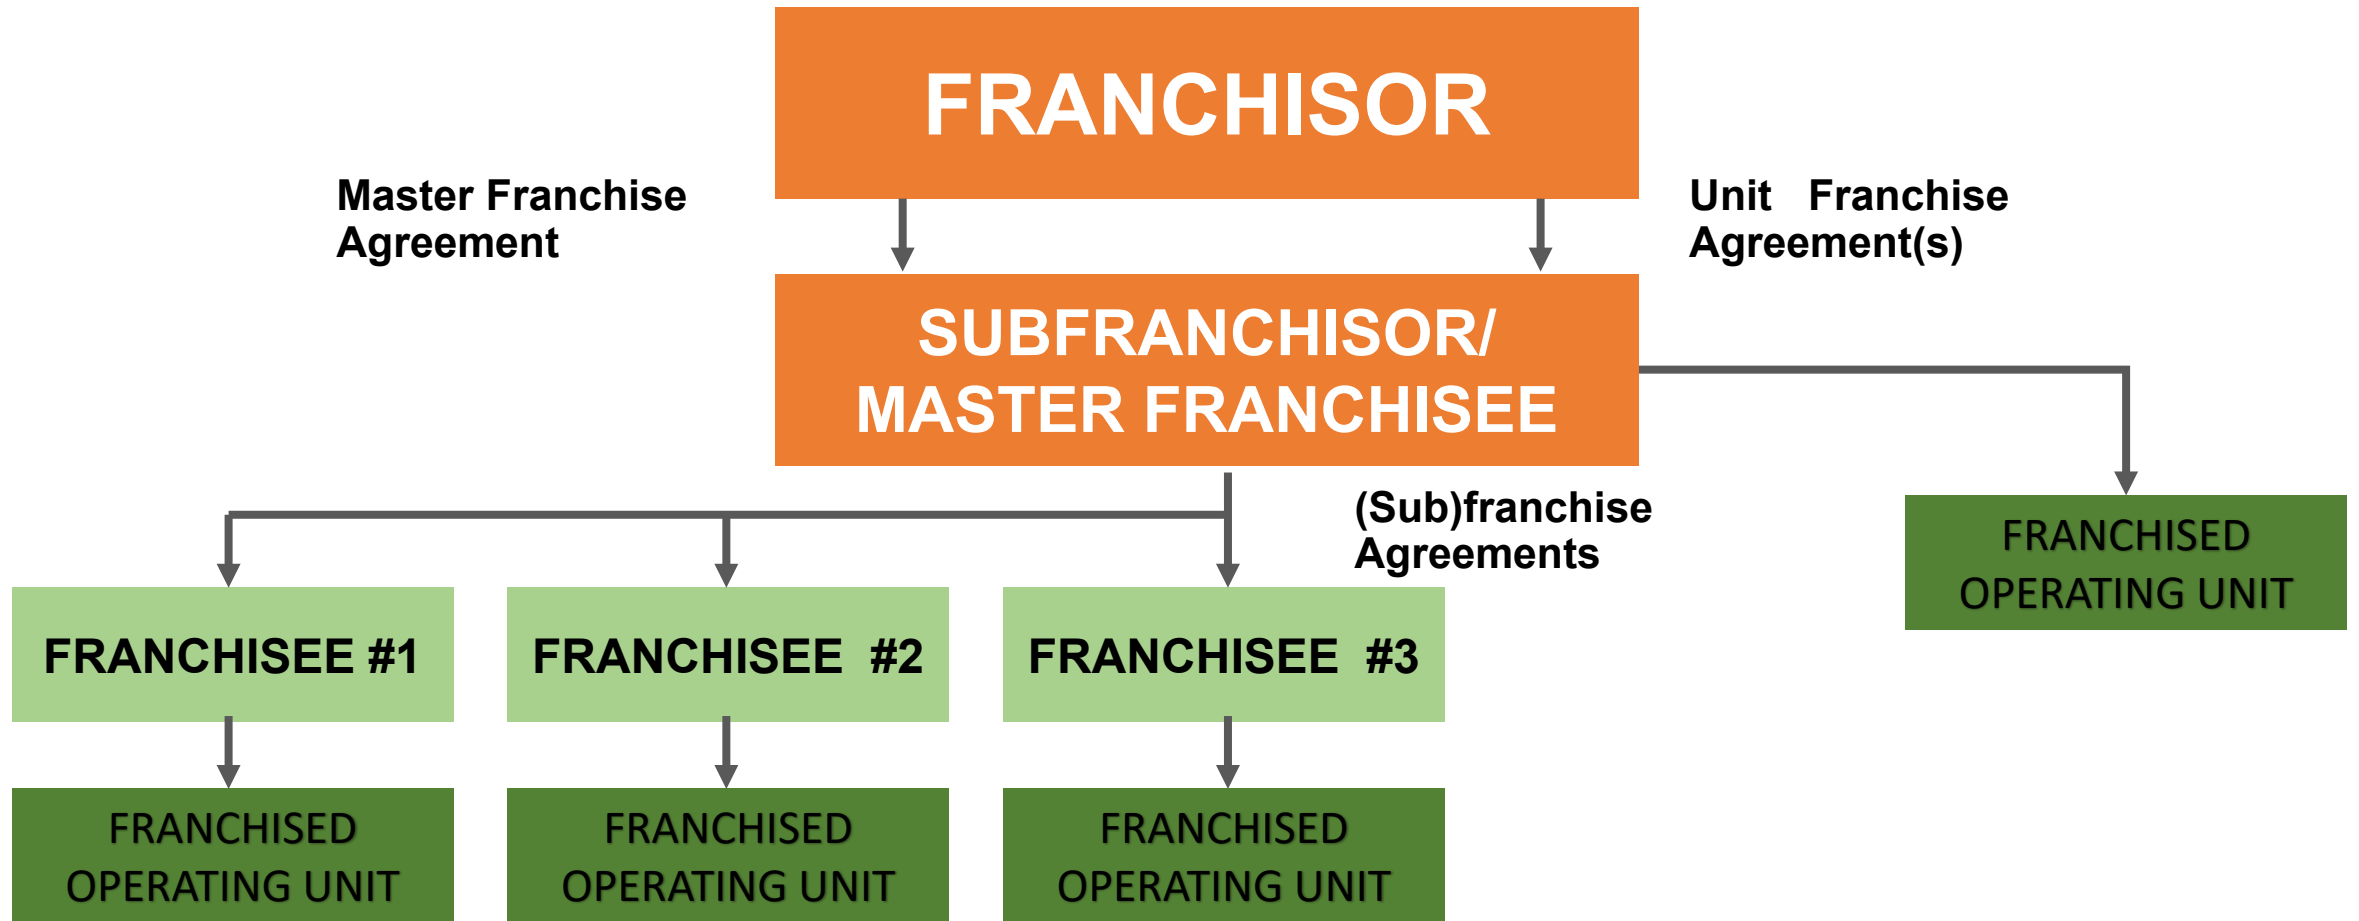 FRANCHISOR
Master Franchise
Agreement
Unit Franchise
Agreement(s)
SUBFRANCHISOR/
MASTER FRANCHISEE
(Sub)franchise
Agreements
FRANCHISED
OPERATING UNIT
FRANCHISEE #1
FRANCHISEE #2
FRANCHISEE #3
FRANCHISED
OPERATING UNIT
FRANCHISED
OPERATING UNIT
FRANCHISED
OPERATING UNIT